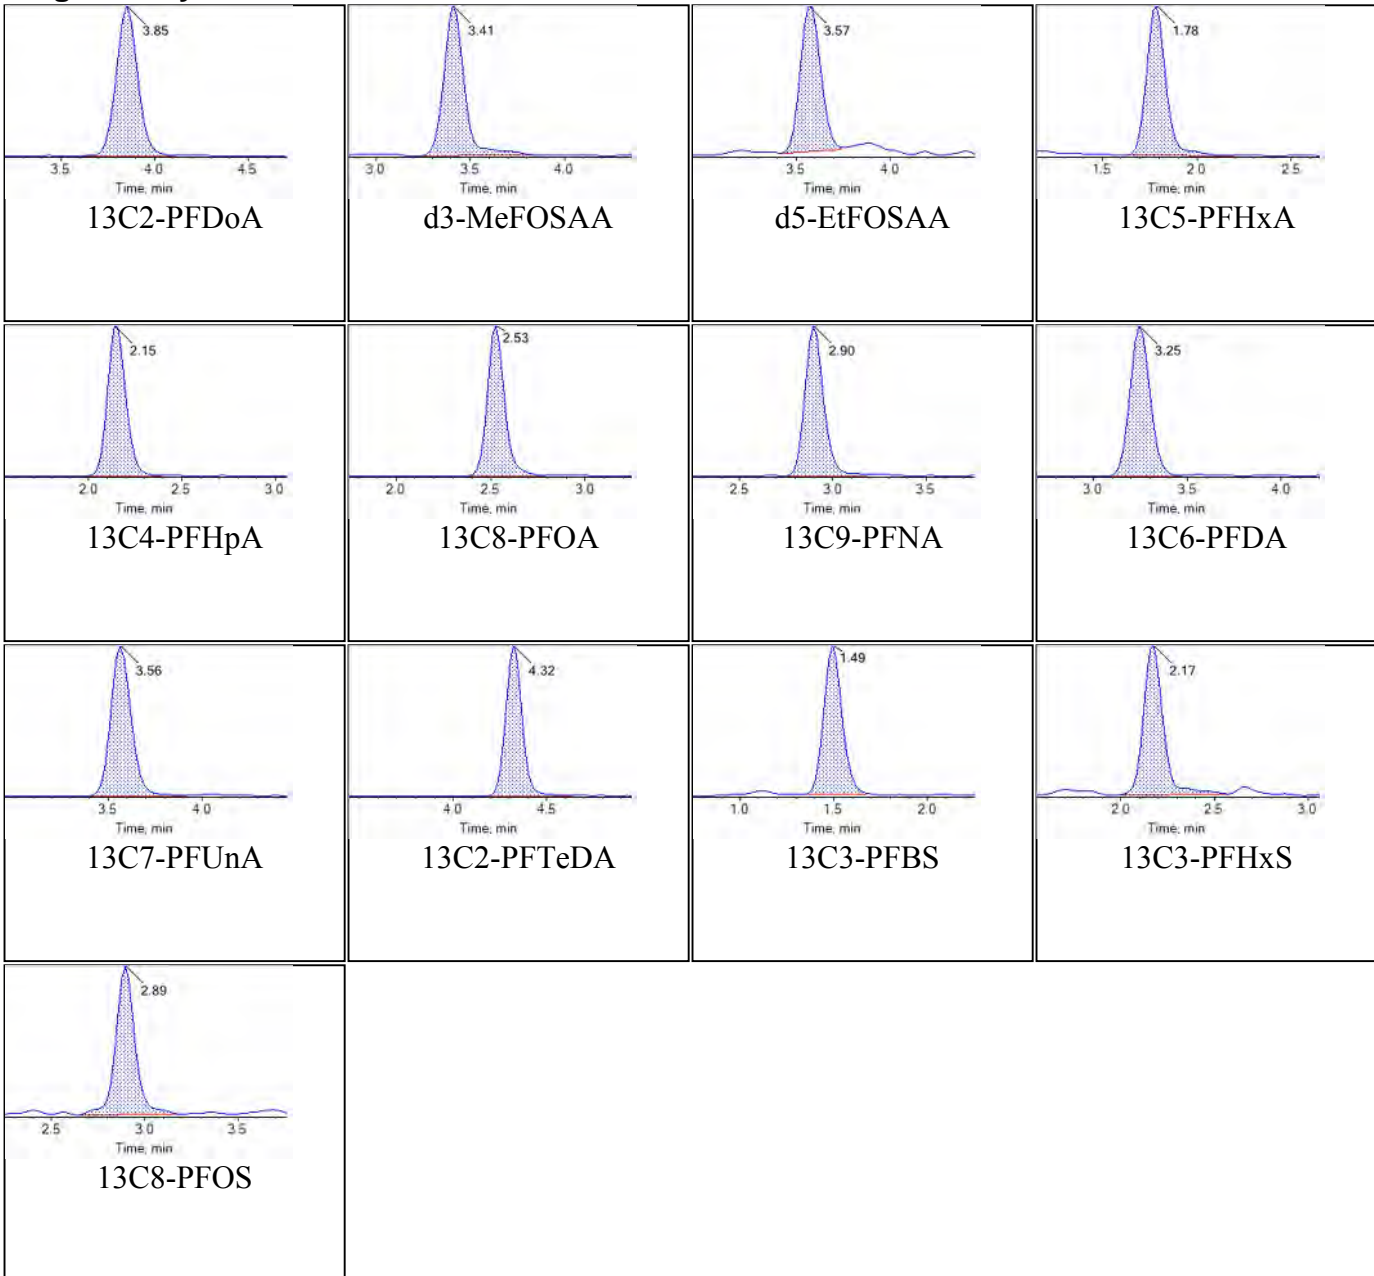 3.85
3.5 4.0 4.5
Time, min
13C2-PFDoA
3.41
3.0 3.5 4.0
Time, min
d3-MeFOSAA
3.57
3.5 4.0
Time, min
d5-EtFOSAA
1.78
1.5 2.0 2.5
Time, min
13C5-PFHxA
2.15
2.0 2.5 3.0
Time, min
13C4-PFHpA
2.53
2.0 2.5 3.0
Time, min
13C8-PFOA
2.90
2.5 3.0 3.5
Time, min
13C9-PFNA
3.25
3.0 3.5 4.0
Time, min
13C6-PFDA
3.56
3.5 4.0
Time, min
13C7-PFUnA
4.32
4.0 4.5
Time, min
13C2-PFTeDA
1.49
1.0 1.5 2.0
Time, min
13C3-PFBS
2.17
2.0 2.5 3.0
Time, min
13C3-PFHxS
2.89
2.5 3.0 3.5
Time, min
13C8-PFOS